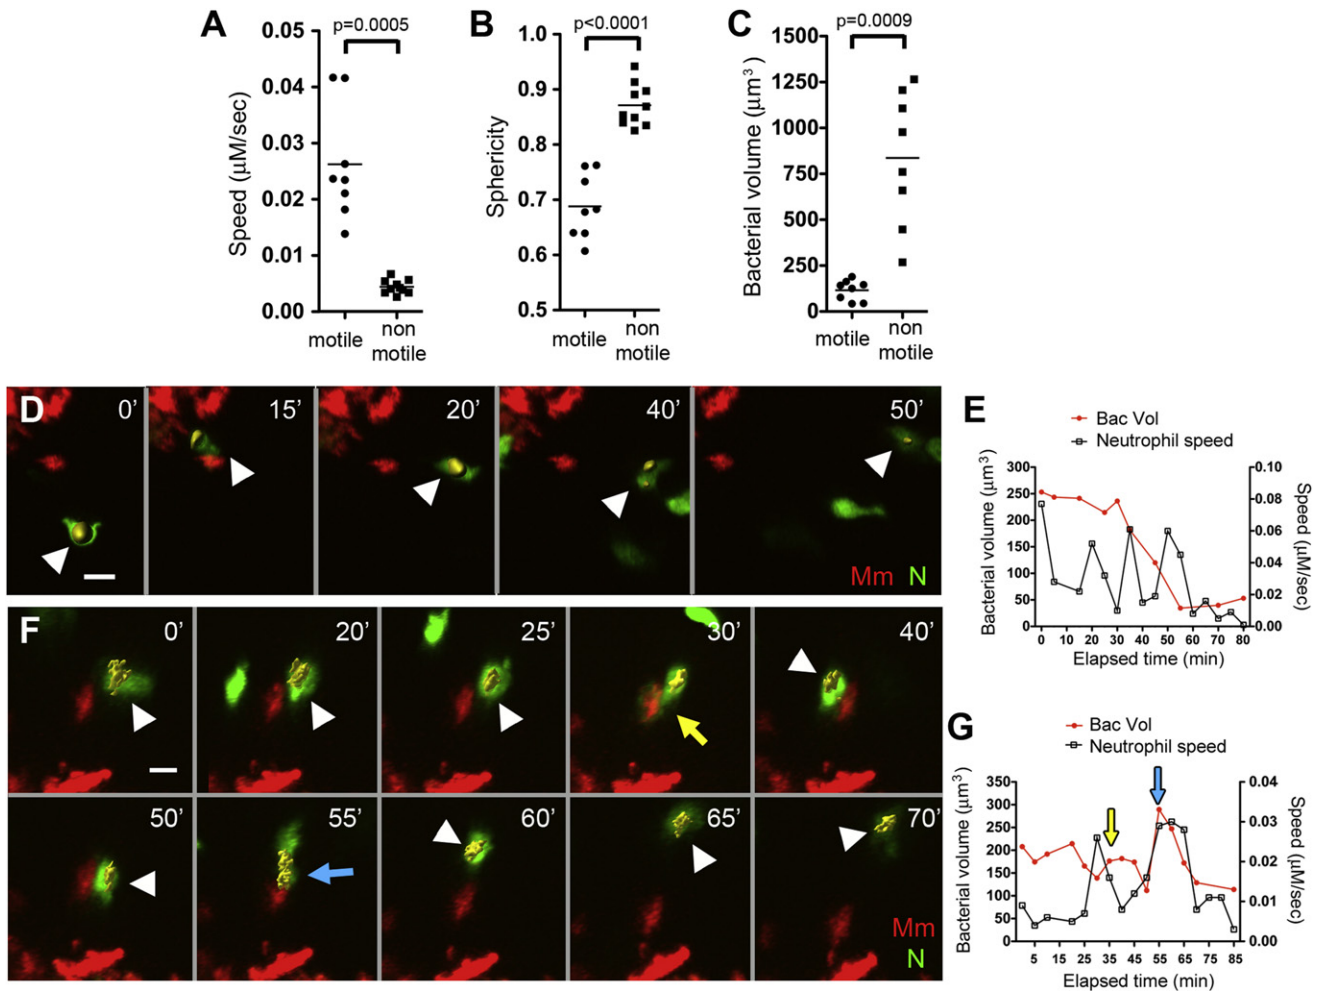 A
p=0.0005
Speed (μM/sec)
0.05
0.04
0.03
0.02
0.01
0.00
motile
non
motile
B
p<0.0001
Sphericity
1.0
0.9
0.8
0.7
0.6
0.5
motile
non
motile
C
p=0.0009
Bacterial volume (μm³)
1500
1250
1000
750
500
250
0
motile
non
motile
D
0’
15’
20’
40’
50’
Mm N
E
Bac Vol
Neutrophil speed
Bacterial volume (μm³)
300
250
200
150
100
50
0
0 10 20 30 40 50 60 70 80
Elapsed time (min)
0.10
0.08
0.06
0.04
0.02
0.00
Speed (μM/sec)
F
0’
20’
25’
30’
40’
50’
55’
60’
65’
70’
Mm
N
G
Bac Vol
Neutrophil speed
Bacterial volume (μm³)
350
300
250
200
150
100
50
0
5 15 25 35 45 55 65 75 85
Elapsed time (min)
0.04
0.03
0.02
0.01
0.00
Speed (μM/sec)